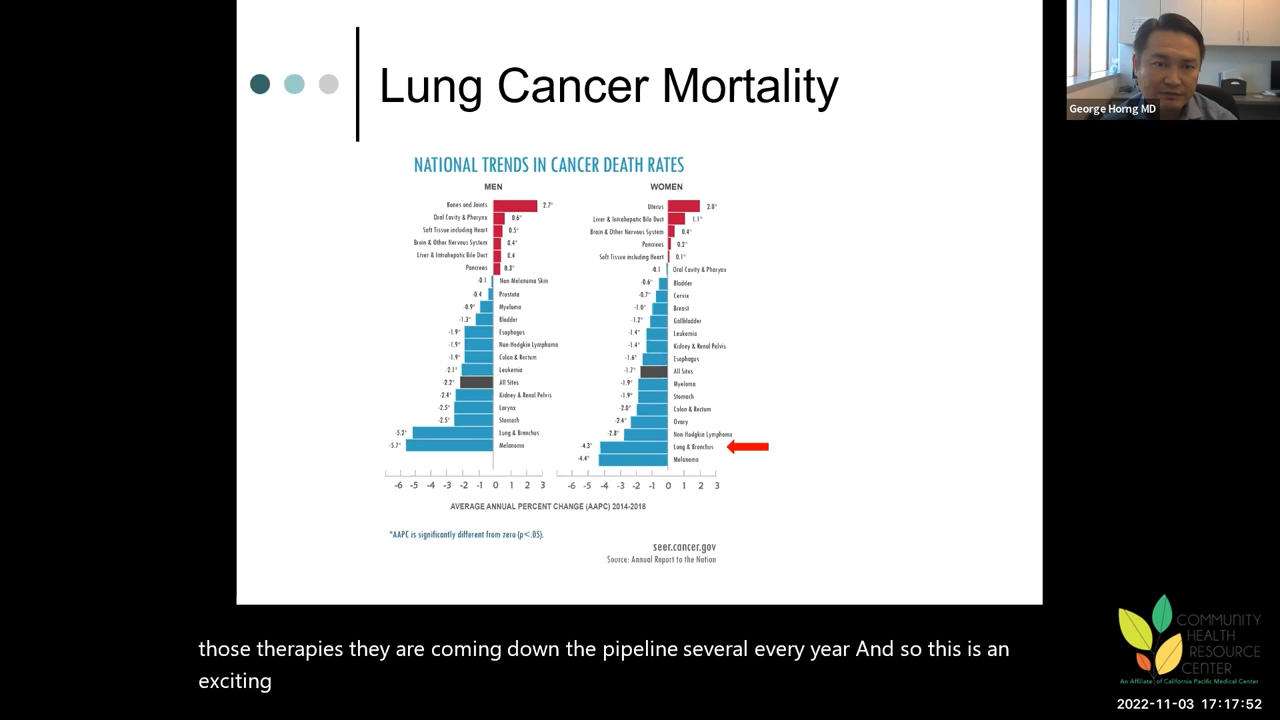 Lung Cancer Mortality
George Horng MD
NATIONAL TRENDS IN CANCER DEATH RATES
MEN
Bones and Joints 2.7*
Oral Cavity & Pharynx 0.6*
Soft Tissue including Heart 0.5*
Brain & Other Nervous System 0.4*
Liver & Intrahepatic Bile Duct 0.4
Pancreas 0.3*
-0.1 Non-Melanoma Skin
-0.4 Prostate
-0.9* Myeloma
-1.3* Bladder
-1.9* Esophagus
-1.9* Non-Hodgkin Lymphoma
-1.9* Colon & Rectum
-2.1* Leukemia
-2.2* All Sites
-2.4* Kidney & Renal Pelvis
-2.5* Larynx
-2.5* Stomach
-5.2* Lung & Bronchus
-5.7* Melanoma
-6 -5 -4 -3 -2 -1 0 1 2 3
WOMEN
Uterus 2.0*
Liver & Intrahepatic Bile Duct 1.1*
Brain & Other Nervous System 0.4*
Pancreas 0.2*
Soft Tissue including Heart 0.1*
-0.1 Oral Cavity & Pharynx
-0.6* Bladder
-0.7* Cervix
-1.0* Breast
-1.2* Gallbladder
-1.4* Leukemia
-1.4* Kidney & Renal Pelvis
-1.6* Esophagus
-1.7* All Sites
-1.9* Myeloma
-1.9* Stomach
-2.0* Colon & Rectum
-2.4* Ovary
-2.8* Non-Hodgkin Lymphoma
-4.3* Lung & Bronchus
-4.4* Melanoma
-6 -5 -4 -3 -2 -1 0 1 2 3
AVERAGE ANNUAL PERCENT CHANGE (AAPC) 2014-2018
*AAPC is significantly different from zero (p<.05).
seer.cancer.gov
Source: Annual Report to the Nation
those therapies they are coming down the pipeline several every year And so this is an
exciting
COMMUNITY
HEALTH
RESOURCE
CENTER
An Affiliate of California Pacific Medical Center
2022-11-03 17:17:52